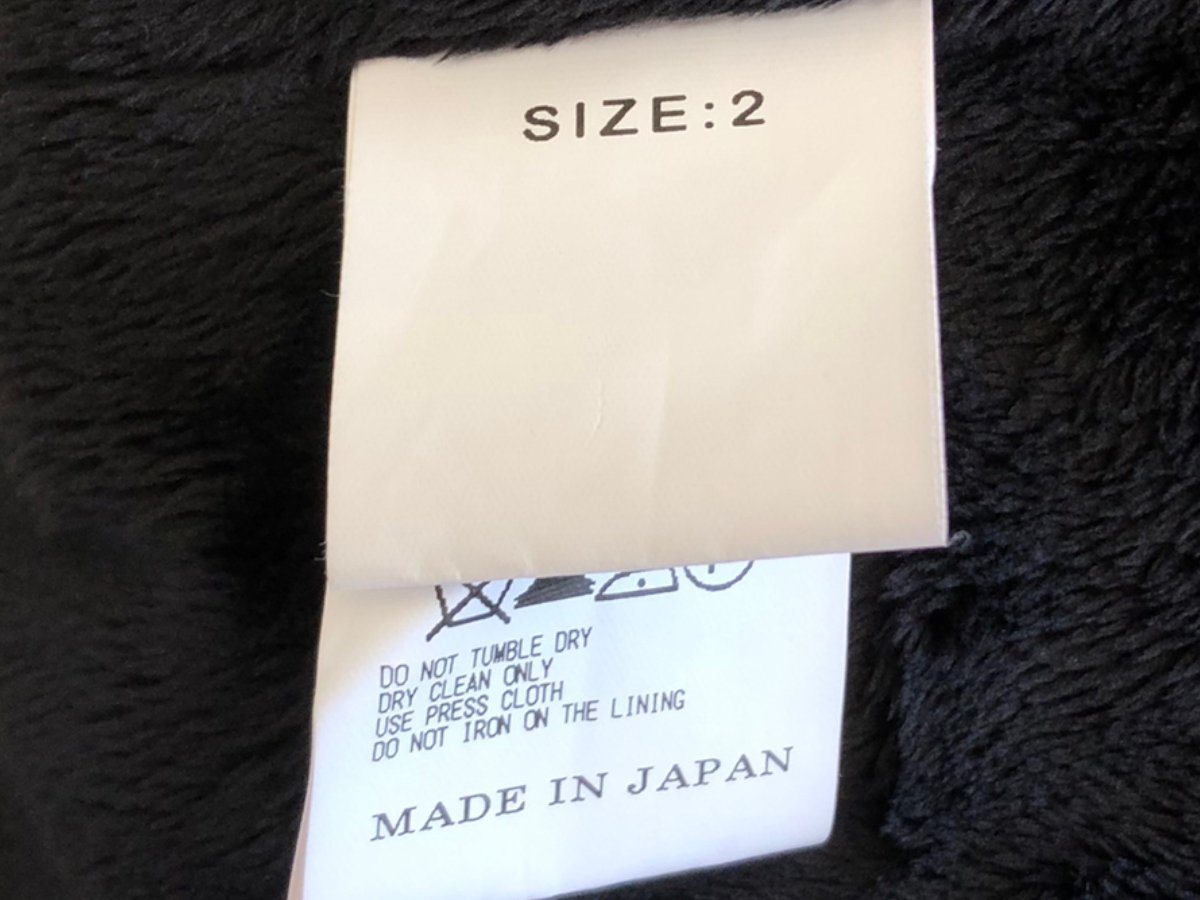 SIZE:2
DO NOT TUMBLE DRY
DRY CLEAN ONLY
USE PRESS CLOTH
DO NOT IRON ON THE LINING
MADE IN JAPAN